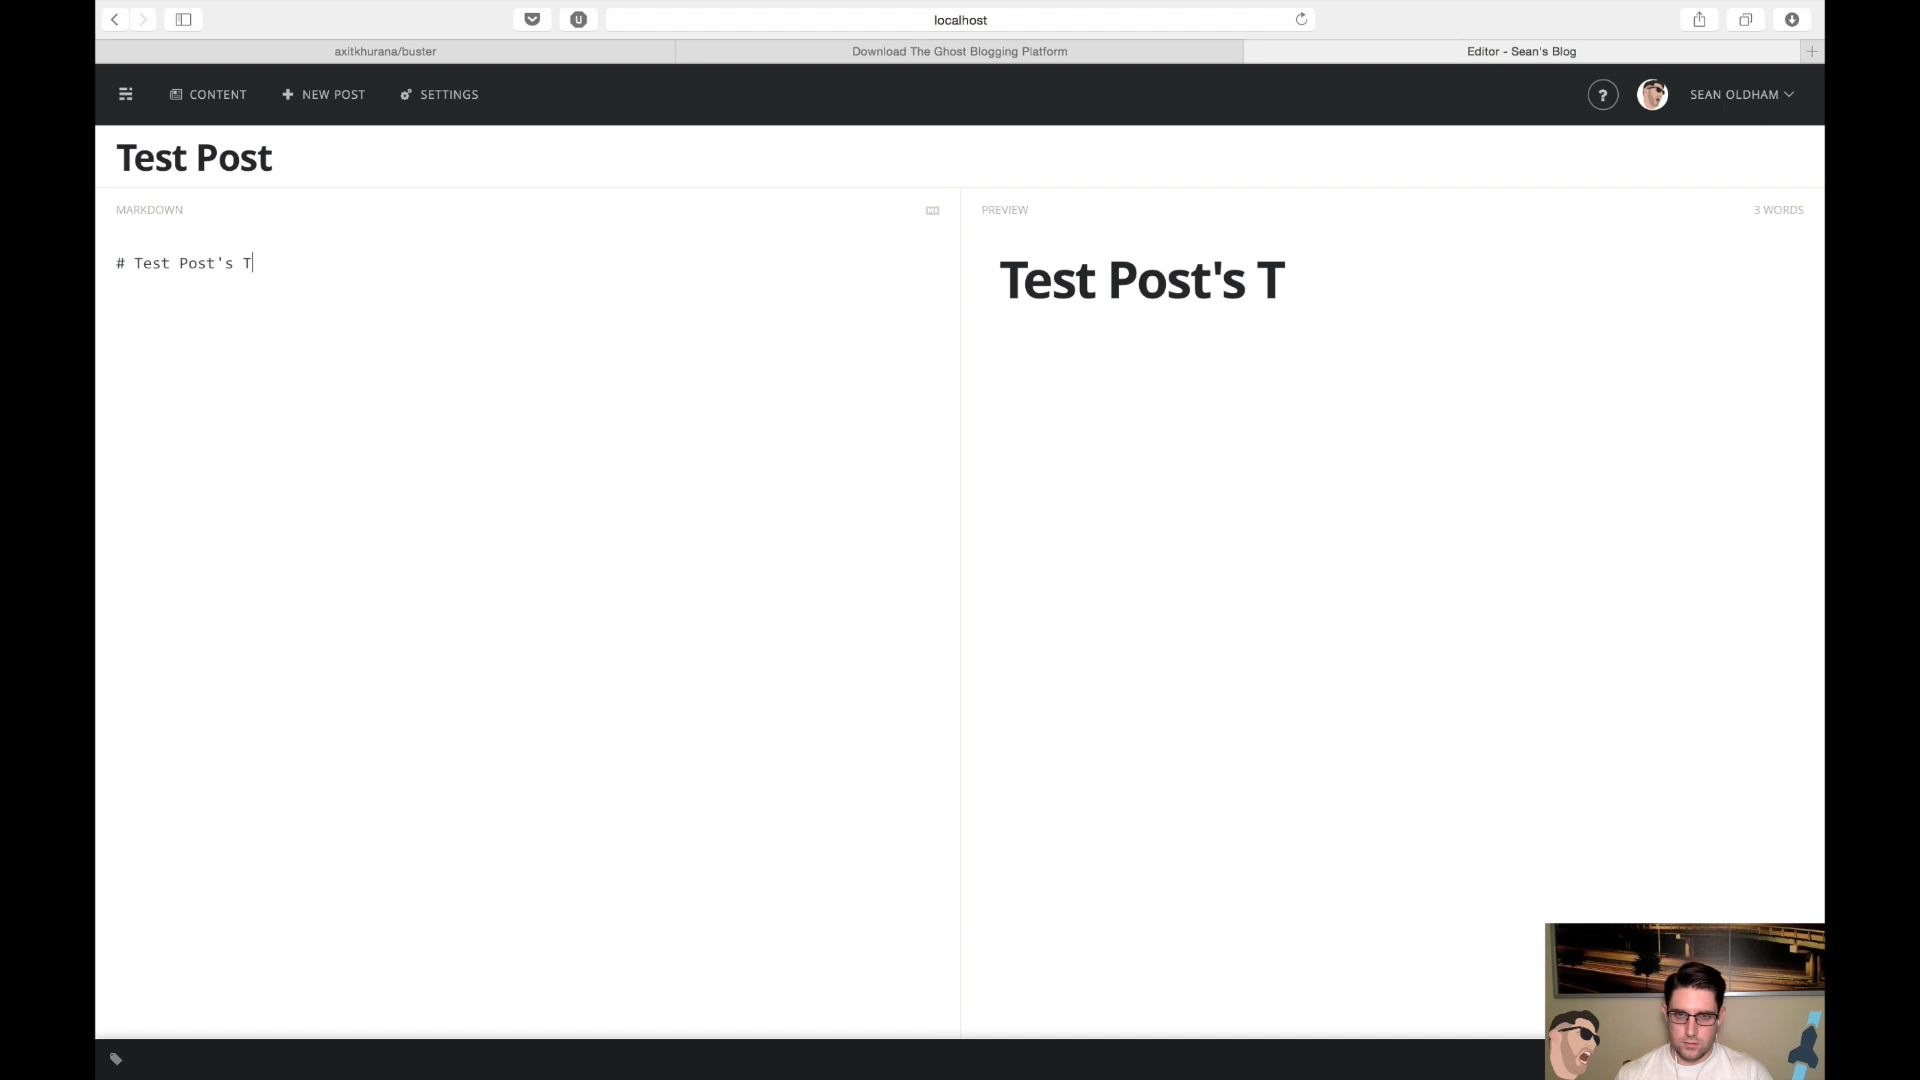 localhost
axitkhurana/buster
Download The Ghost Blogging Platform
Editor - Sean's Blog
CONTENT
NEW POST
SETTINGS
?
SEAN OLDHAM
Test Post
MARKDOWN
PREVIEW
3 WORDS
# Test Post's T
Test Post's T